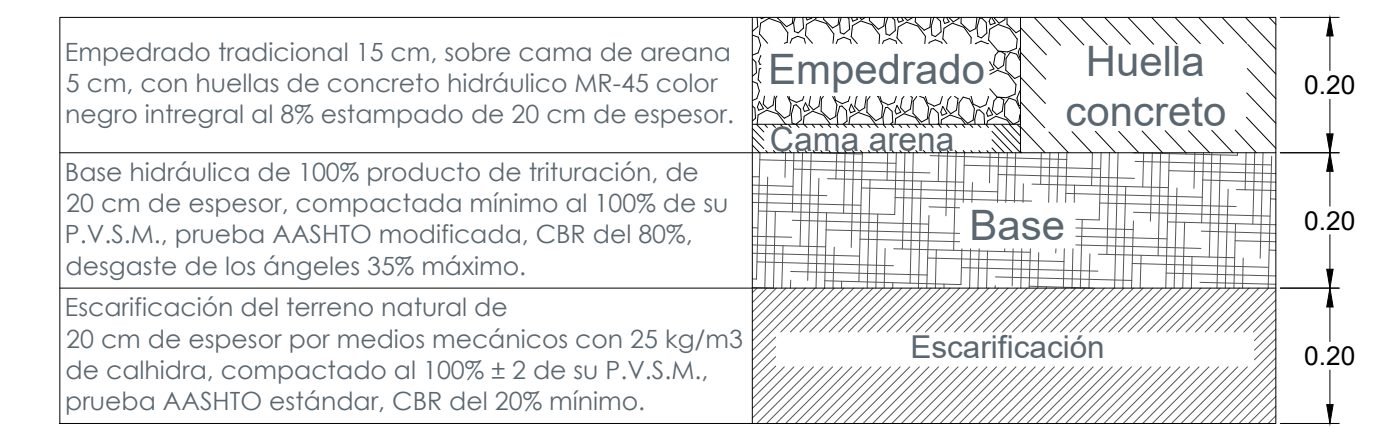 Empedrado tradicional 15 cm, sobre cama de areana
5 cm, con huellas de concreto hidráulico MR-45 color
negro intregral al 8% estampado de 20 cm de espesor.
Empedrado
Cama arena
Huella
concreto
0.20
Base hidráulica de 100% producto de trituración, de
20 cm de espesor, compactada mínimo al 100% de su
P.V.S.M., prueba AASHTO modificada, CBR del 80%,
desgaste de los ángeles 35% máximo.
Base
0.20
Escarificación del terreno natural de
20 cm de espesor por medios mecánicos con 25 kg/m3
de calhidra, compactado al 100% ± 2 de su P.V.S.M.,
prueba AASHTO estándar, CBR del 20% mínimo.
Escarificación
0.20